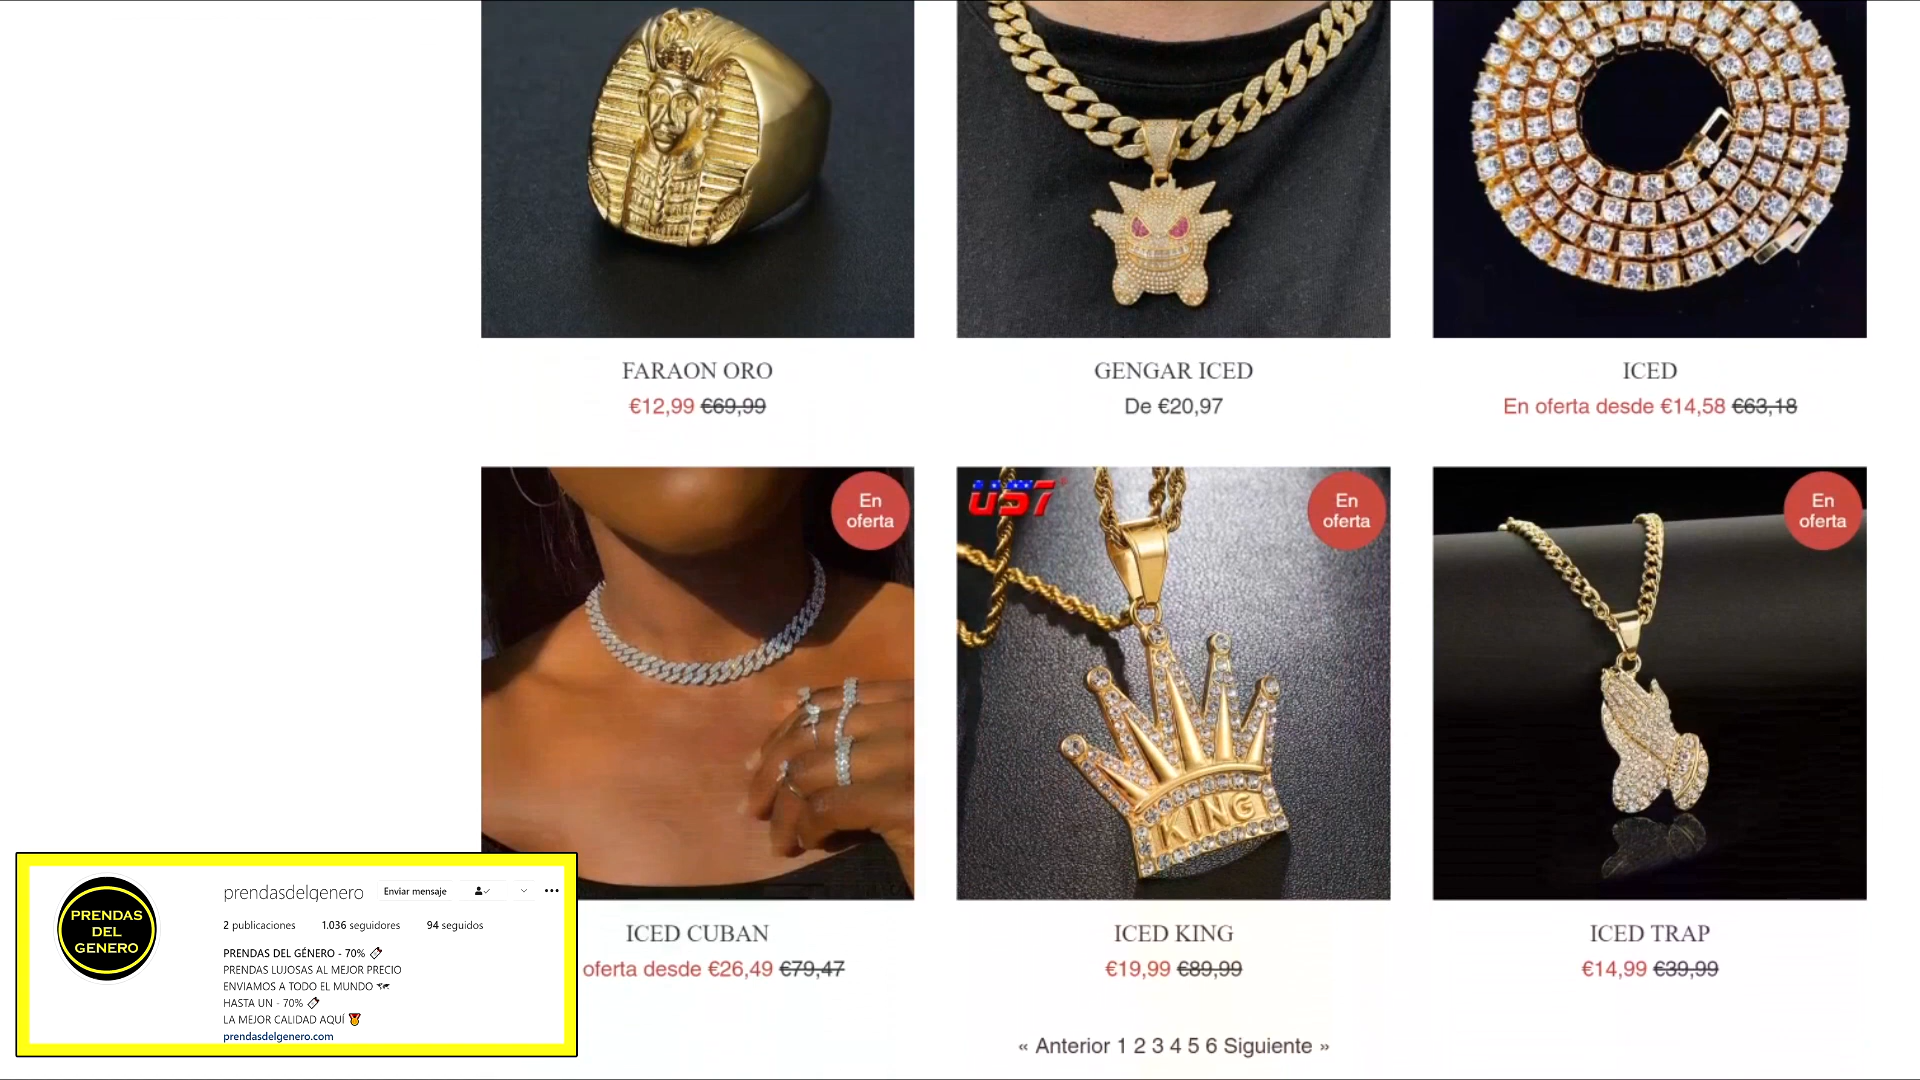 FARAON ORO
€12,99 €69,99
GENGAR ICED
De €20,97
ICED
En oferta desde €14,58 €63,18
En
oferta
UST
En
oferta
KING
En
oferta
ICED CUBAN
oferta desde €26,49 €79,47
ICED KING
€19,99 €89,99
ICED TRAP
€14,99 €39,99
« Anterior 1 2 3 4 5 6 Siguiente »
PRENDAS
DEL
GENERO
prendasdelgenero Enviar mensaje
2 publicaciones 1.036 seguidores 94 seguidos
PRENDAS DEL GÉNERO - 70%
PRENDAS LUJOSAS AL MEJOR PRECIO
ENVIAMOS A TODO EL MUNDO
HASTA UN - 70%
LA MEJOR CALIDAD AQUÍ
prendasdelgenero.com